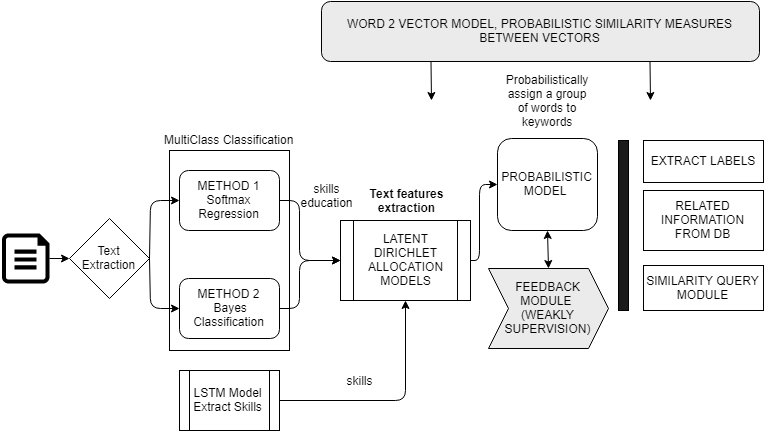 WORD 2 VECTOR MODEL, PROBABILISTIC SIMILARITY MEASURES
BETWEEN VECTORS
Probabilistically
assign a group
of words to
keywords
MultiClass Classification
METHOD 1
Softmax
Regression
skills
education
Text features
extraction
PROBABILISTIC
MODEL
EXTRACT LABELS
RELATED
INFORMATION
FROM DB
Text
Extraction
LATENT
DIRICHLET
ALLOCATION
MODELS
METHOD 2
Bayes
Classification
FEEDBACK
MODULE
(WEAKLY
SUPERVISION)
SIMILARITY QUERY
MODULE
LSTM Model
Extract Skills
skills